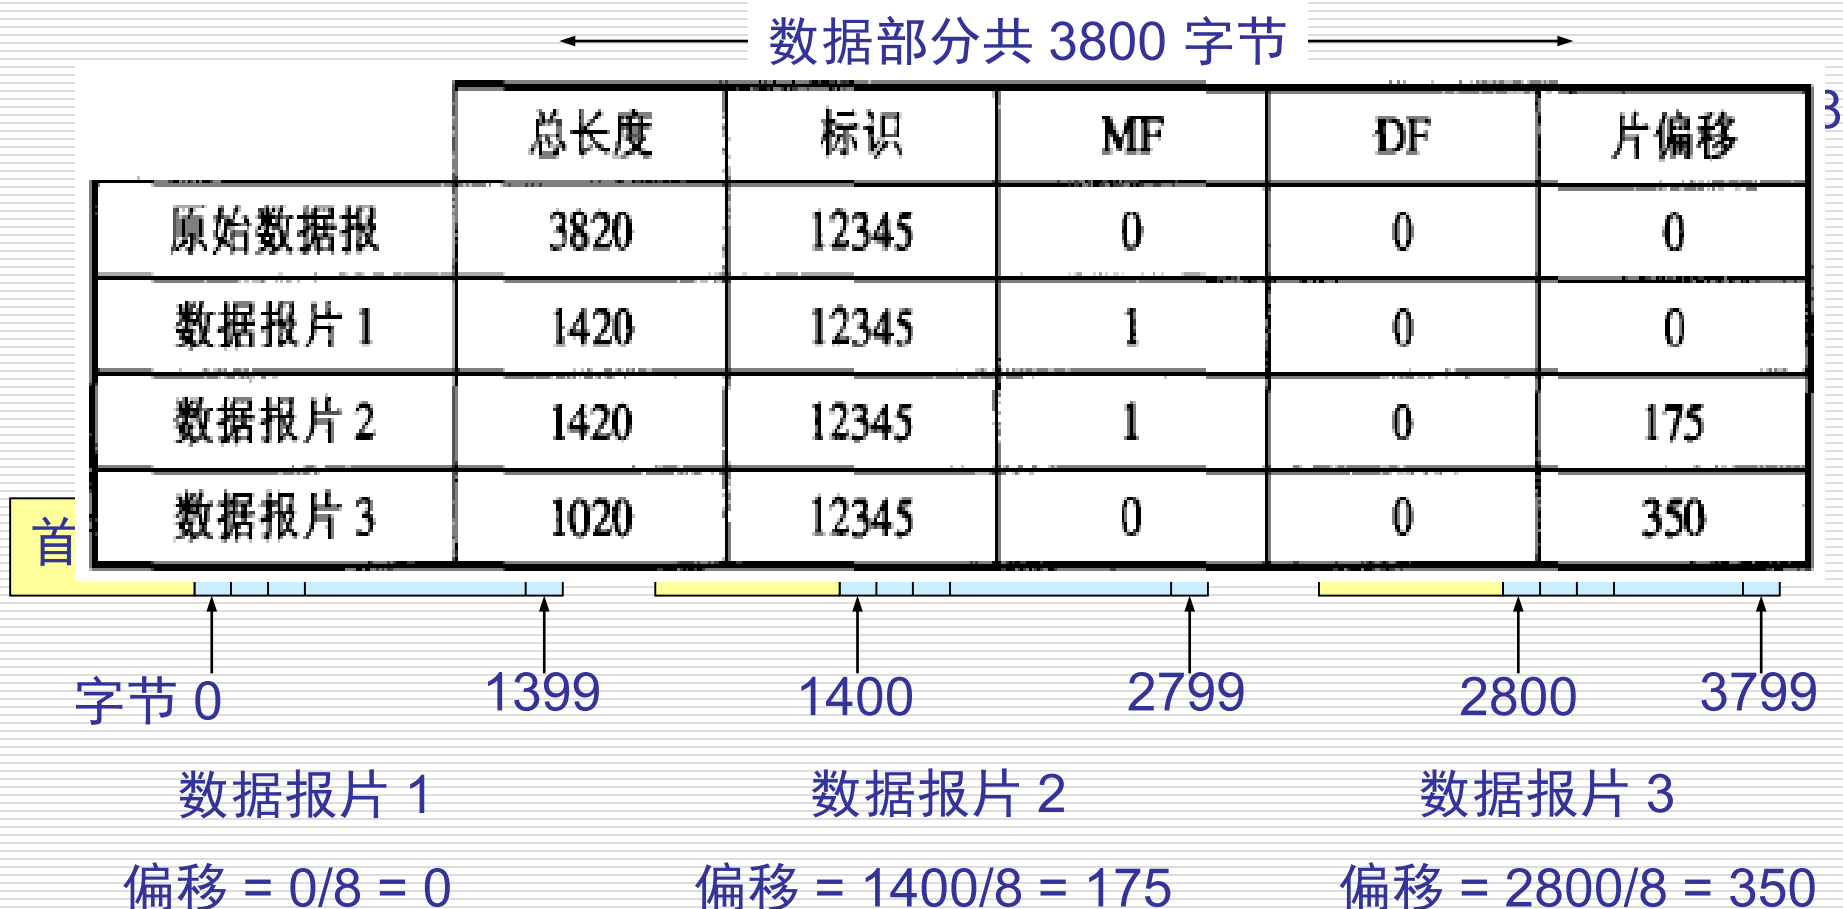 数据部分共 3800 字节
总长度 标识 MF DF 片偏移
原始数据报 3820 12345 0 0 0
数据报片 1 1420 12345 1 0 0
数据报片 2 1420 12345 1 0 175
数据报片 3 1020 12345 0 0 350
首
字节 0 1399 1400 2799 2800 3799
数据报片 1 数据报片 2 数据报片 3
偏移 = 0/8 = 0 偏移 = 1400/8 = 175 偏移 = 2800/8 = 350